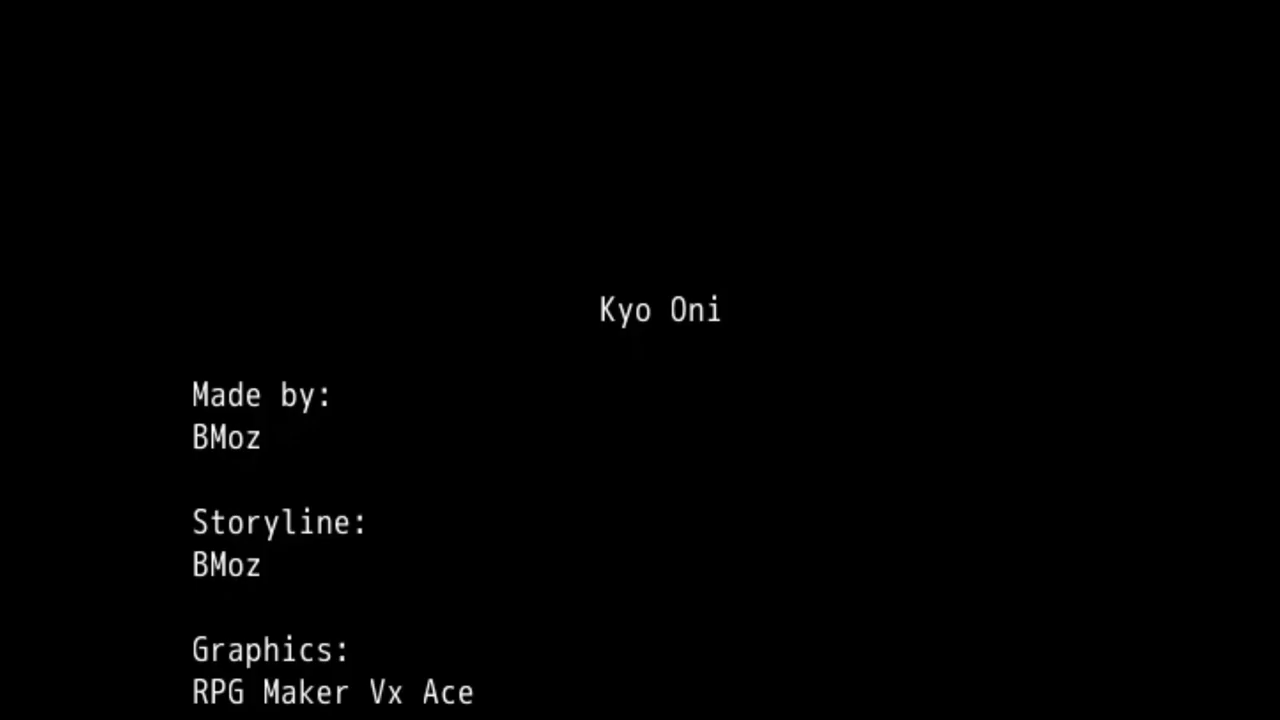 Kyo Oni
Made by:
BMoz
Storyline:
BMoz
Graphics:
RPG Maker Vx Ace